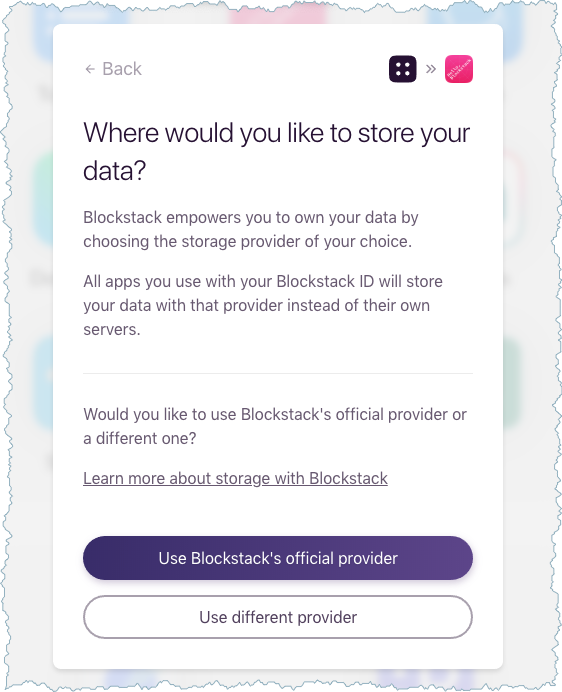 ← Back
»
Where would you like to store your
data?
Blockstack empowers you to own your data by
choosing the storage provider of your choice.
All apps you use with your Blockstack ID will store
your data with that provider instead of their own
servers.
Would you like to use Blockstack's official provider or
a different one?
Learn more about storage with Blockstack
Use Blockstack's official provider
Use different provider